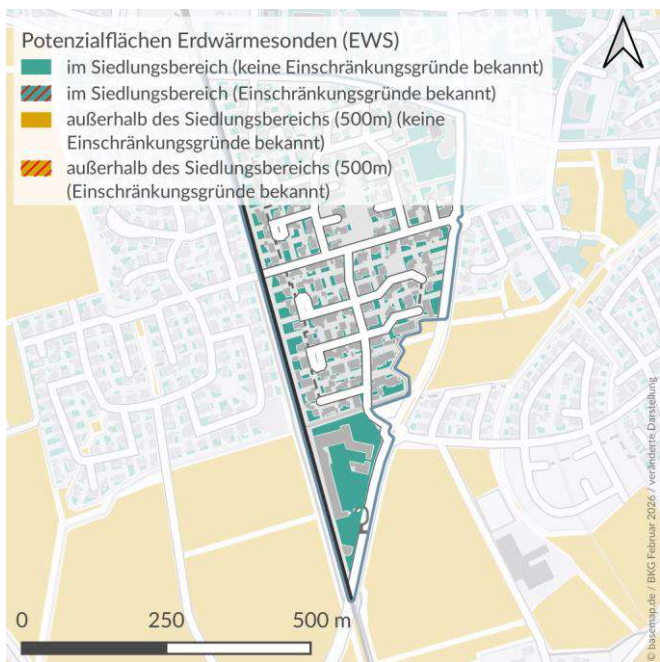 Potenzialflächen Erdwärmesonden (EWS)
im Siedlungsbereich (keine Einschränkungsgründe bekannt)
im Siedlungsbereich (Einschränkungsgründe bekannt)
außerhalb des Siedlungsbereichs (500m) (keine
Einschränkungsgründe bekannt)
außerhalb des Siedlungsbereichs (500m)
(Einschränkungsgründe bekannt)
0 250 500 m
© basemap.de / BKG Februar 2026 / veränderte Darstellung